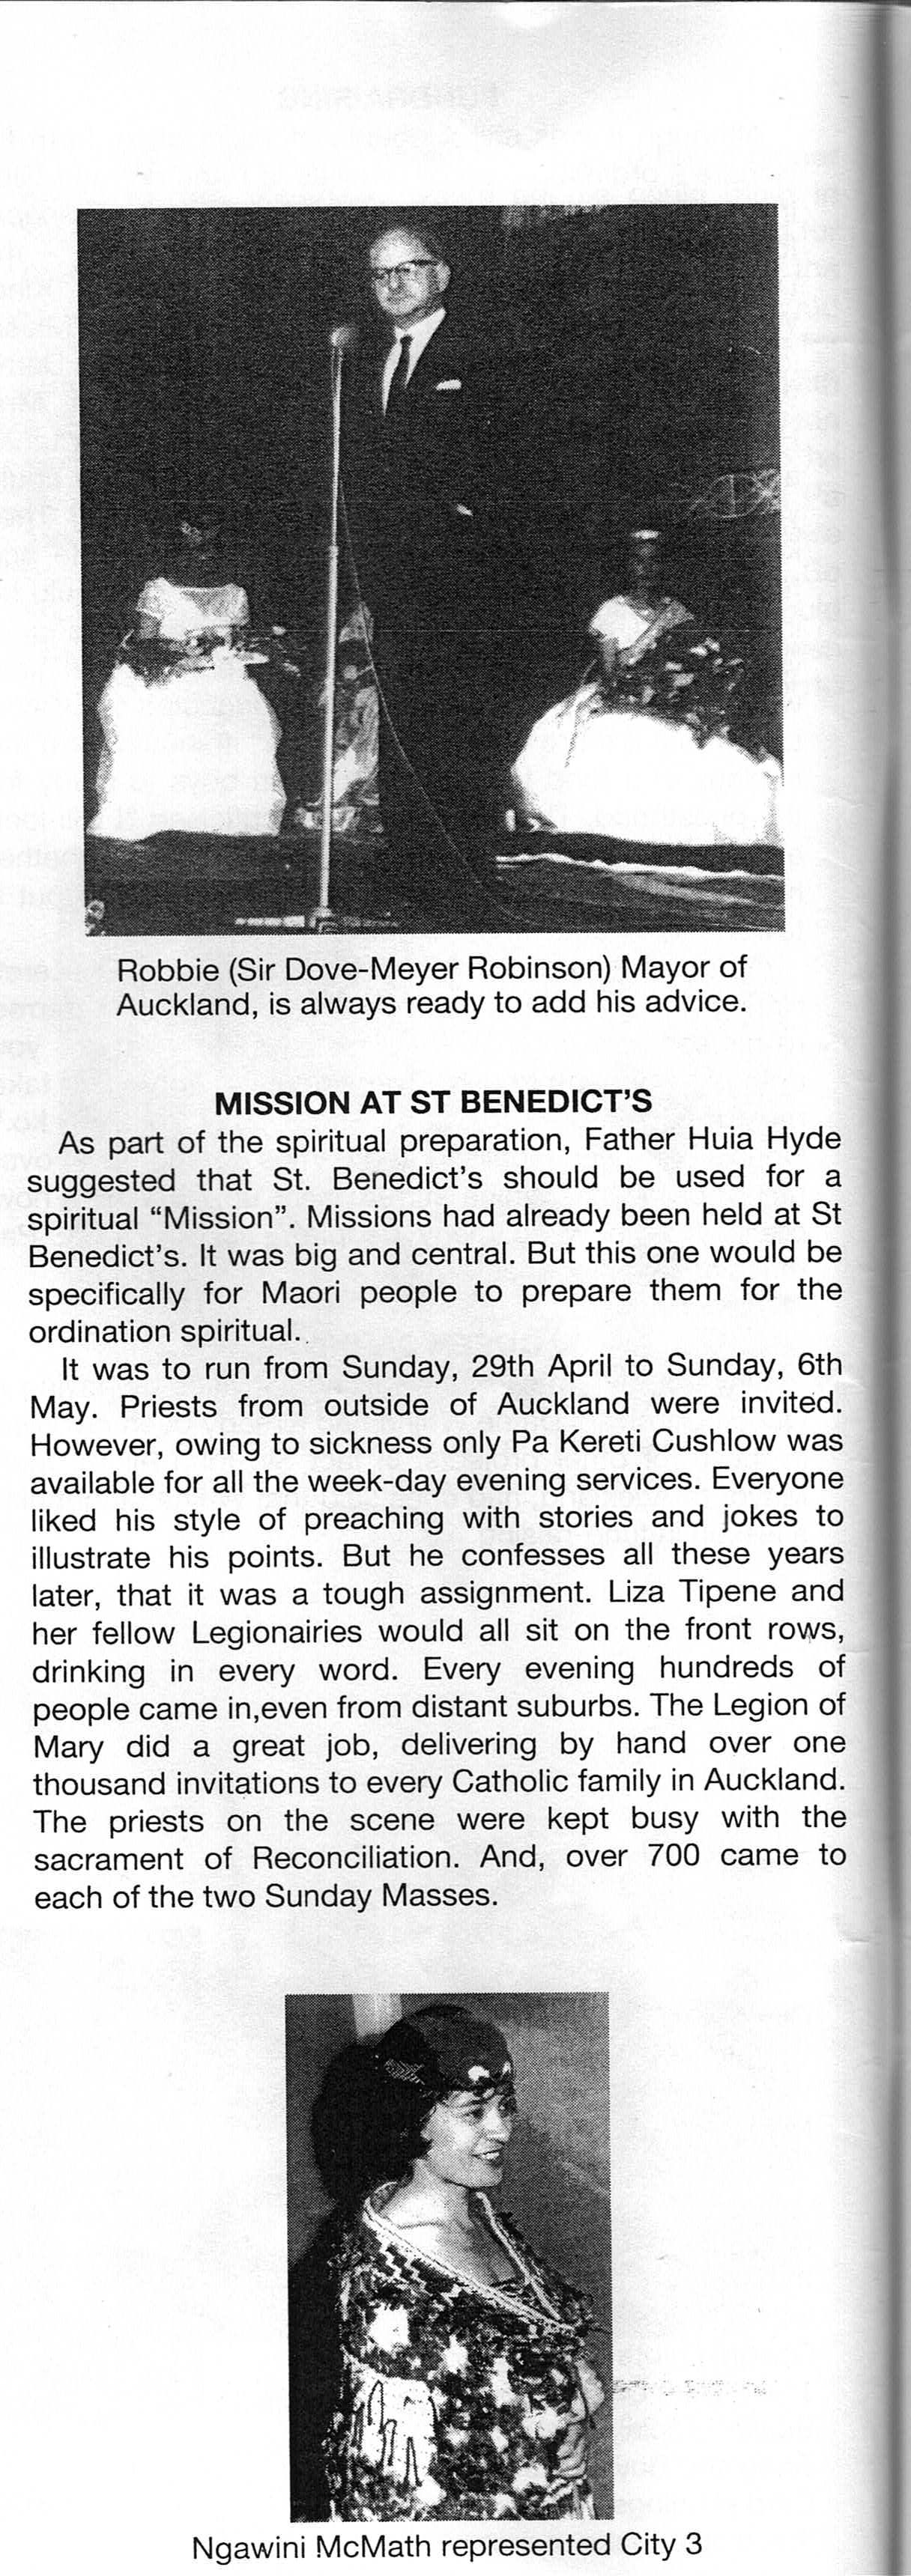 Robbie (Sir Dove-Meyer Robinson) Mayor of
Auckland, is always ready to add his advice.
MISSION AT ST BENEDICT'S
As part of the spiritual preparation, Father Huia Hyde
suggested that St. Benedict's should be used for a
spiritual “Mission”. Missions had already been held at St
Benedict's. It was big and central. But this one would be
specifically for Maori people to prepare them for the
ordination spiritual.
It was to run from Sunday, 29th April to Sunday, 6th
May. Priests from outside of Auckland were invited.
However, owing to sickness only Pa Kereti Cushlow was
available for all the week-day evening services. Everyone
liked his style of preaching with stories and jokes to
illustrate his points. But he confesses all these years
later, that it was a tough assignment. Liza Tipene and
her fellow Legionairies would all sit on the front rows,
drinking in every word. Every evening hundreds of
people came in,even from distant suburbs. The Legion of
Mary did a great job, delivering by hand over one
thousand invitations to every Catholic family in Auckland.
The priests on the scene were kept busy with the
sacrament of Reconciliation. And, over 700 came to
each of the two Sunday Masses.
Ngawini McMath represented City 3